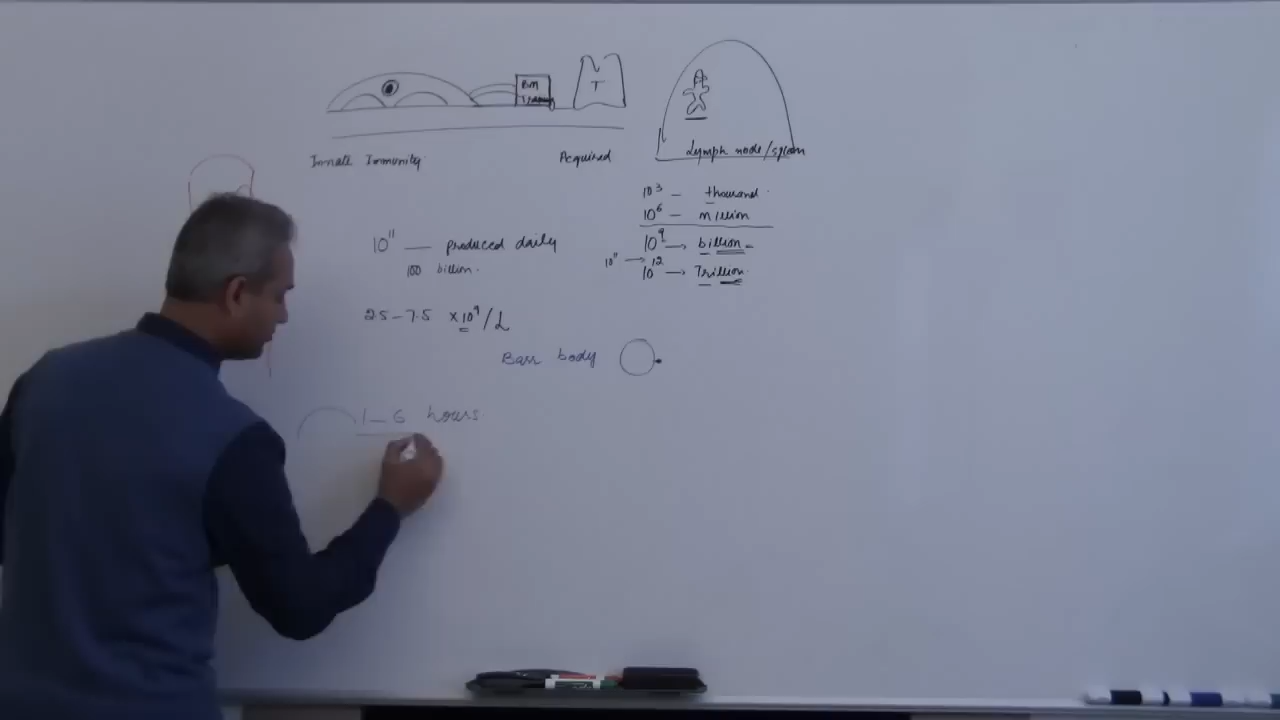 BM
T
Innate Immunity
Acquired
Lymph node/spleen
10³ — thousand
10⁶ — million
10⁹ → billion
10¹¹ →
10¹² → Trillion
10¹¹ — produced daily
100 billion.
2.5 – 7.5 × 10⁹/L
Barr body
1 – 6 hours